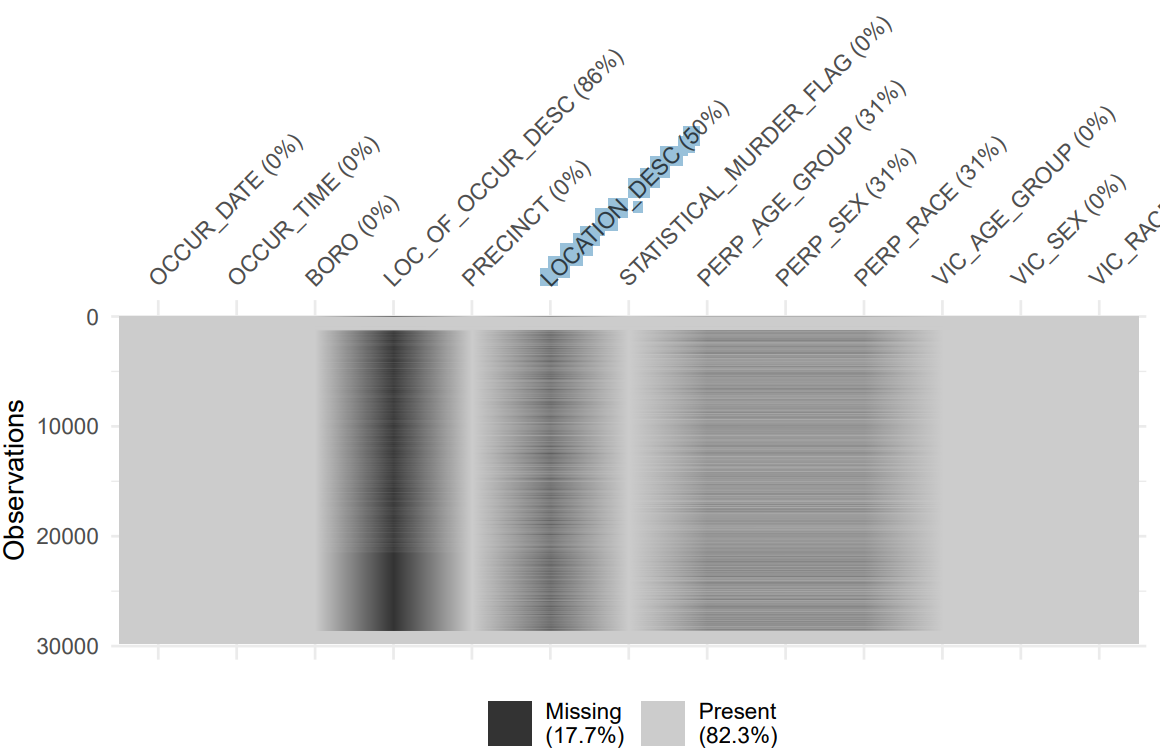 OCCUR_DATE (0%)
OCCUR_TIME (0%)
BORO (0%)
LOC_OF_OCCUR_DESC (86%)
PRECINCT (0%)
LOCATION_DESC (50%)
STATISTICAL_MURDER_FLAG (0%)
PERP_AGE_GROUP (31%)
PERP_SEX (31%)
PERP_RACE (31%)
VIC_AGE_GROUP (0%)
VIC_SEX (0%)
Observations
0
10000
20000
30000
Missing
(17.7%)
Present
(82.3%)